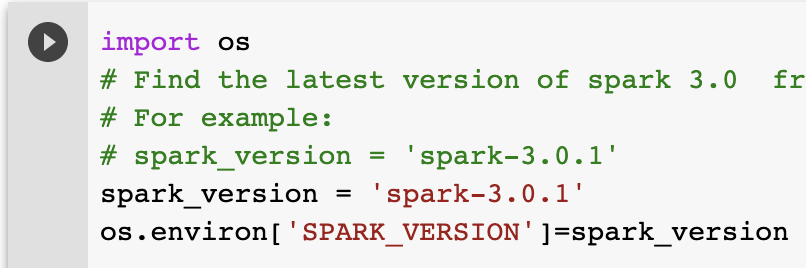 import os
# Find the latest version of spark 3.0  fr
# For example:
# spark_version = 'spark-3.0.1'
spark_version = 'spark-3.0.1'
os.environ['SPARK_VERSION']=spark_version